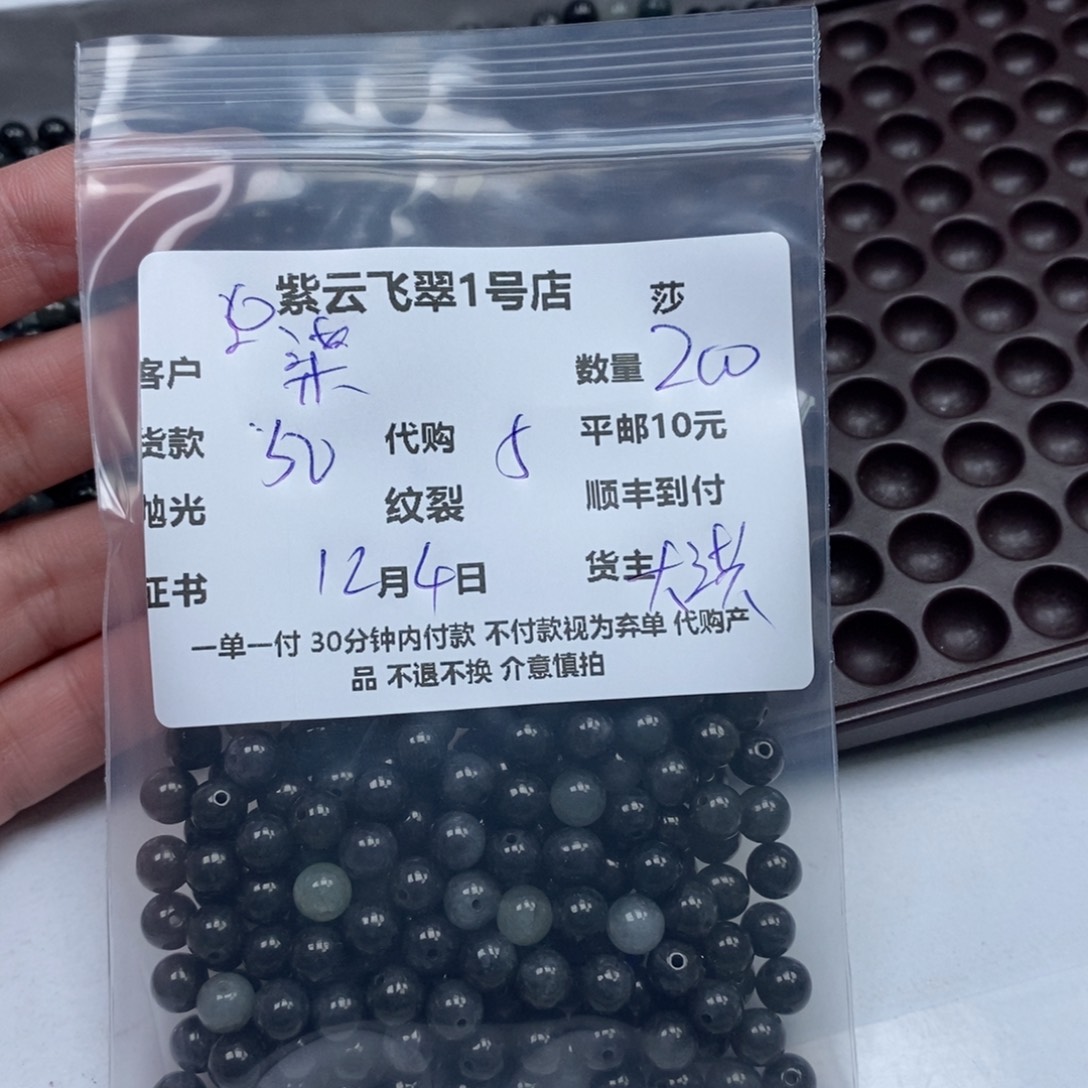 紫云飞翠1号店 莎
客户 数量 200
货款 50 代购 5 平邮10元
抛光 纹裂 顺丰到付
证书 12月4日 货主 大洪
一单一付 30分钟内付款 不付款视为弃单 代购产
品 不退不换 介意慎拍